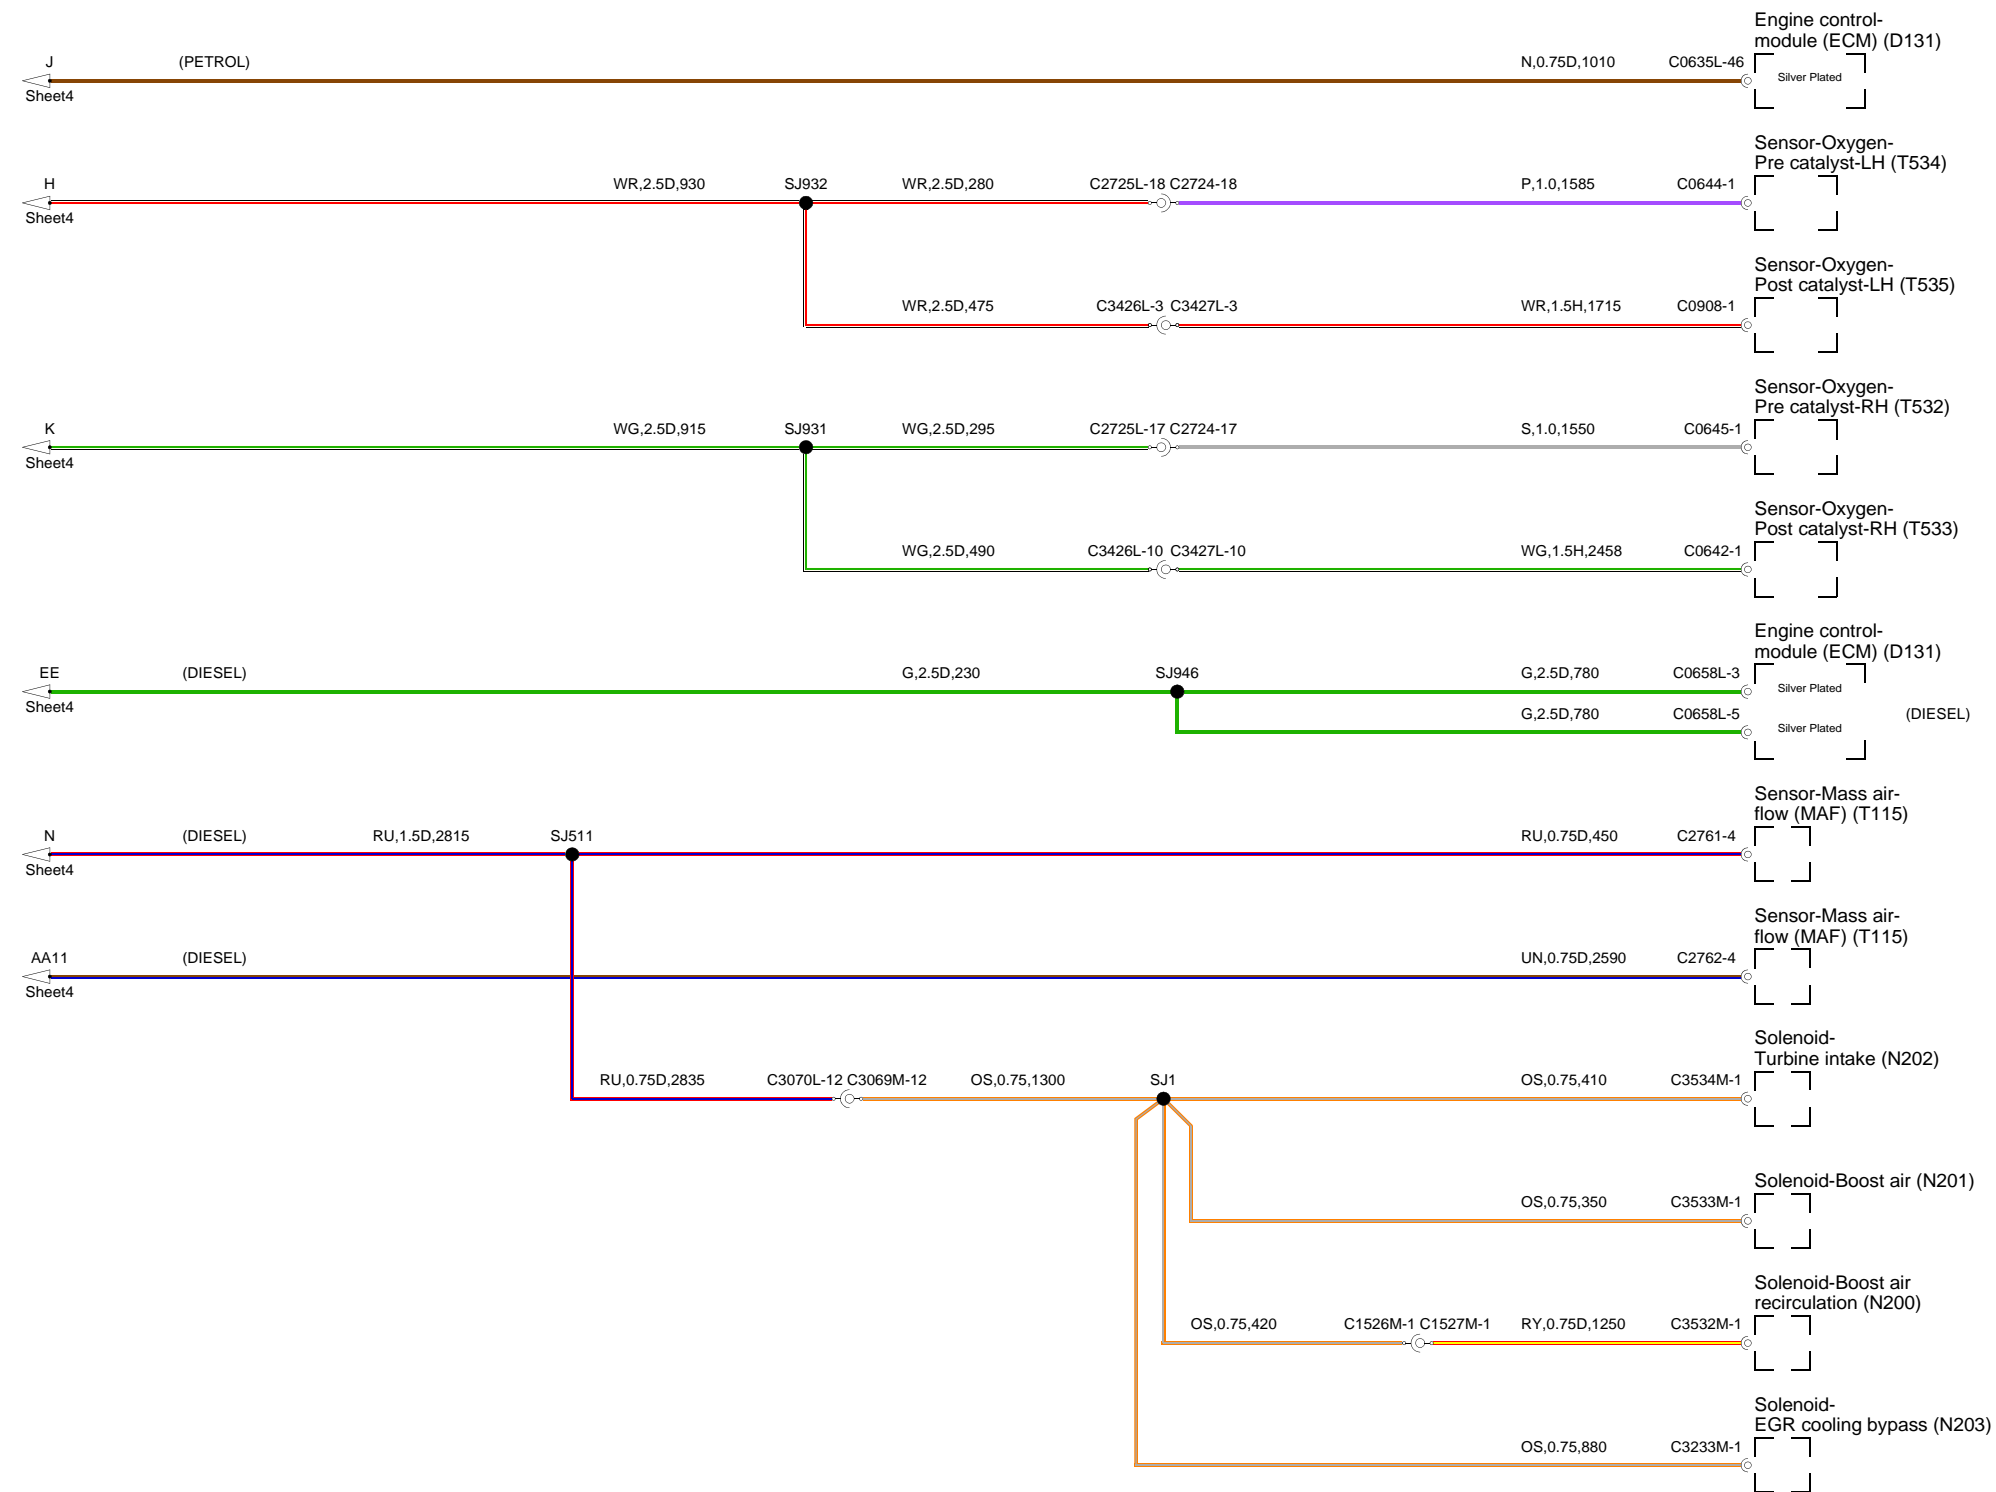 Engine control-
module (ECM) (D131)
J
(PETROL)
N,0.75D,1010
C0635L-46
Silver Plated
Sheet4
Sensor-Oxygen-
Pre catalyst-LH (T534)
H
WR,2.5D,930
SJ932
WR,2.5D,280
C2725L-18 C2724-18
P,1.0,1585
C0644-1
Sheet4
Sensor-Oxygen-
Post catalyst-LH (T535)
WR,2.5D,475
C3426L-3 C3427L-3
WR,1.5H,1715
C0908-1
Sensor-Oxygen-
Pre catalyst-RH (T532)
K
WG,2.5D,915
SJ931
WG,2.5D,295
C2725L-17 C2724-17
S,1.0,1550
C0645-1
Sheet4
Sensor-Oxygen-
Post catalyst-RH (T533)
WG,2.5D,490
C3426L-10 C3427L-10
WG,1.5H,2458
C0642-1
Engine control-
module (ECM) (D131)
EE
(DIESEL)
G,2.5D,230
SJ946
G,2.5D,780
C0658L-3
Silver Plated
Sheet4
G,2.5D,780
C0658L-5
Silver Plated
(DIESEL)
Sensor-Mass air-
flow (MAF) (T115)
N
(DIESEL)
RU,1.5D,2815
SJ511
RU,0.75D,450
C2761-4
Sheet4
Sensor-Mass air-
flow (MAF) (T115)
AA11
(DIESEL)
UN,0.75D,2590
C2762-4
Sheet4
Solenoid-
Turbine intake (N202)
RU,0.75D,2835
C3070L-12 C3069M-12
OS,0.75,1300
SJ1
OS,0.75,410
C3534M-1
Solenoid-Boost air (N201)
OS,0.75,350
C3533M-1
Solenoid-Boost air
recirculation (N200)
OS,0.75,420
C1526M-1 C1527M-1
RY,0.75D,1250
C3532M-1
Solenoid-
EGR cooling bypass (N203)
OS,0.75,880
C3233M-1